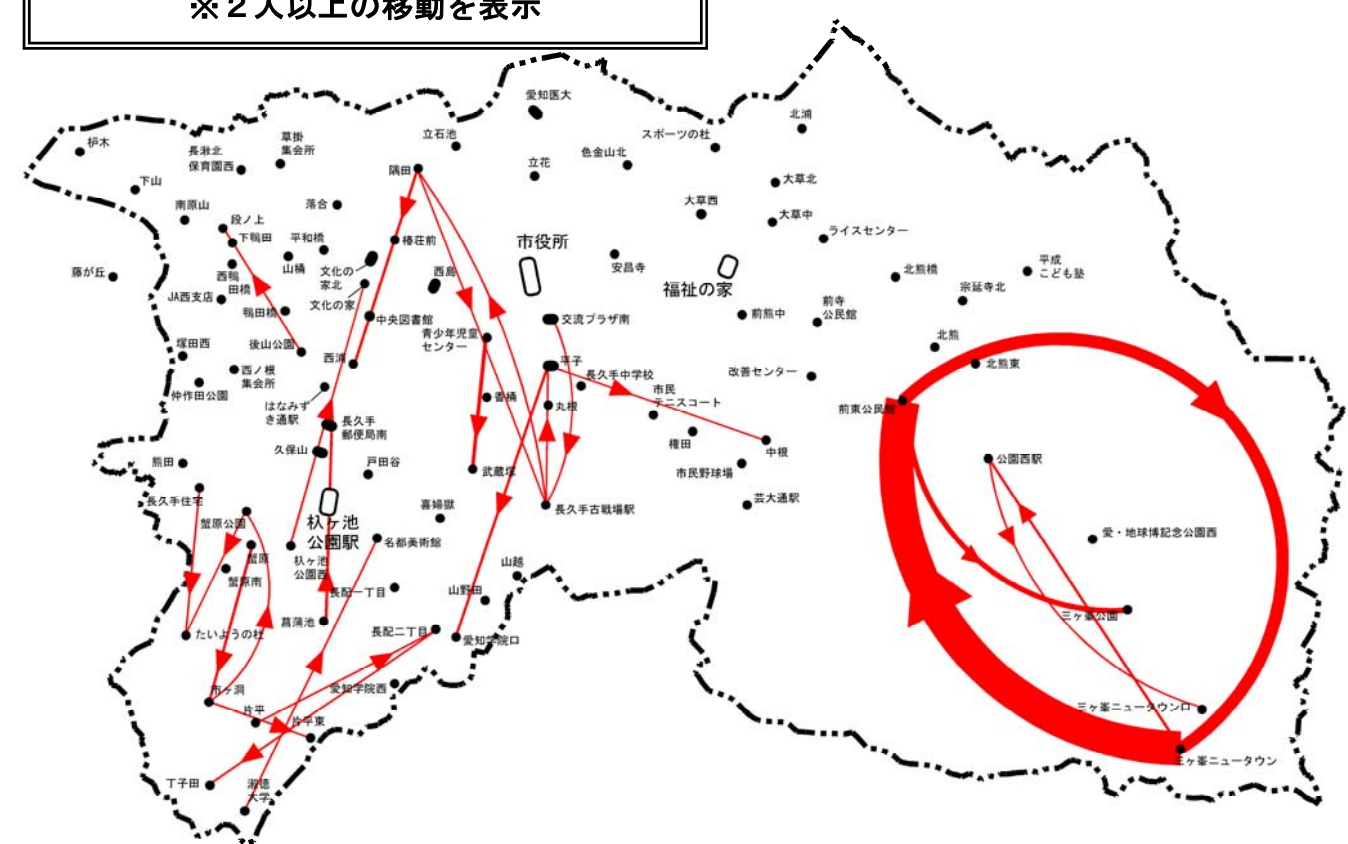 ※２人以上の移動を表示
愛知医大
北浦
栌木
草掛
集会所
長湫北
保育園西
立石池
スポーツの杜
色金山北
立花
隅田
下山
大草北
南原山
落合
大草西
段ノ上
大草中
下鴨田
平和橋
椿荘前
市役所
ライスセンター
藤が丘
西鴨
田橋
山桶
文化の
家北
西島
安昌寺
福祉の家
北熊橋
平成
こども塾
JA西支店
文化の家
宗延寺北
鴨田橋
中央図書館
交流プラザ南
前熊中
前寺
公民館
青少年児童
センター
北熊
塚田西
後山公園
西浦
平子
北熊東
西ノ根
集会所
長久手中学校
改善センター
仲作田公園
市民
テニスコート
はなみず
き通駅
香桶
丸根
前東公民館
長久手
郵便局南
権田
中根
久保山
熊田
戸田谷
武蔵塚
市民野球場
公園西駅
長久手住宅
喜婦嶽
長久手古戦場駅
芸大通駅
蟹原公園
杁ヶ池
公園駅
名都美術館
愛・地球博記念公園西
蟹原
杁ヶ池
公園西
山越
蟹原南
長配一丁目
山野田
三ヶ峯公園
菖蒲池
たいようの杜
長配二丁目
愛知学院口
市ヶ洞
愛知学院西
片平
片平東
三ヶ峯ニュータウン口
三ヶ峯ニュータウン
丁子田
淑徳
大学